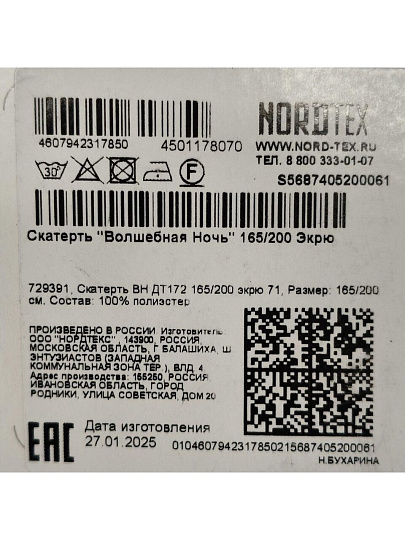 NORDTEX
4607942317850
4501178070
WWW.NORD-TEX.RU
ТЕЛ. 8 800 333-01-07
30°
F
S5687405200061
Скатерть "Волшебная Ночь" 165/200 Экрю
729391, Скатерть ВН ДТ172 165/200 экрю 71, Размер: 165/200
см, Состав: 100% полиэстер
ПРОИЗВЕДЕНО В РОССИИ Изготовитель:
ООО "НОРДТЕКС" , 143900, РОССИЯ,
МОСКОВСКАЯ ОБЛАСТЬ, Г БАЛАШИХА, Ш
ЭНТУЗИАСТОВ (ЗАПАДНАЯ
КОММУНАЛЬНАЯ ЗОНА ТЕР.), ВЛД. 4.
Адрес производства: 155250, РОССИЯ,
ИВАНОВСКАЯ ОБЛАСТЬ, ГОРОД
РОДНИКИ, УЛИЦА СОВЕТСКАЯ, ДОМ 20
EAC
Дата изготовления
27.01.2025
0104607942317850215687405200061
Н.БУХАРИНА